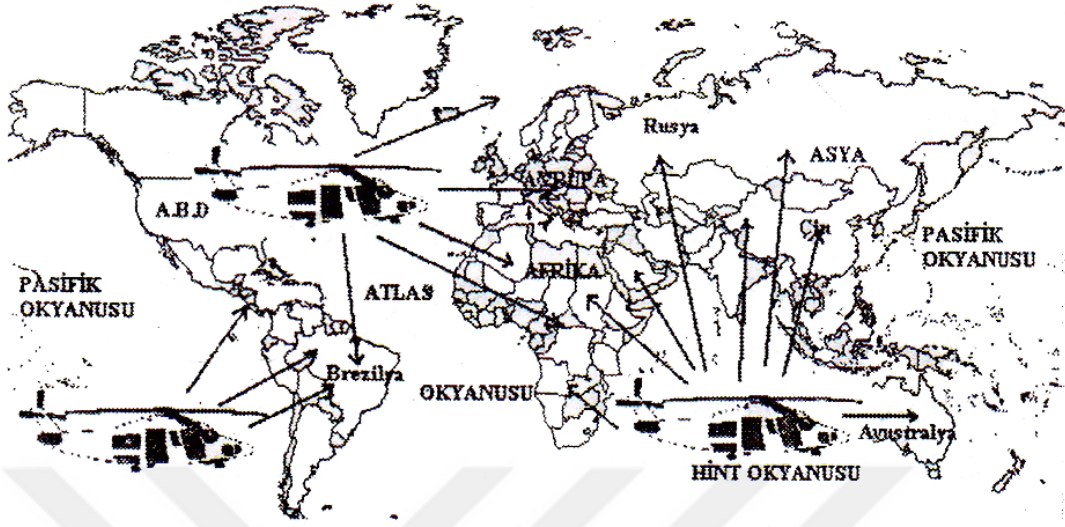 Rusya
ASYA
AVRUPA
A.B.D
Çin
PASİFİK
OKYANUSU
AFRİKA
PASİFİK
OKYANUSU
ATLAS
Brezilya
OKYANUSU
Avustralya
HİNT OKYANUSU